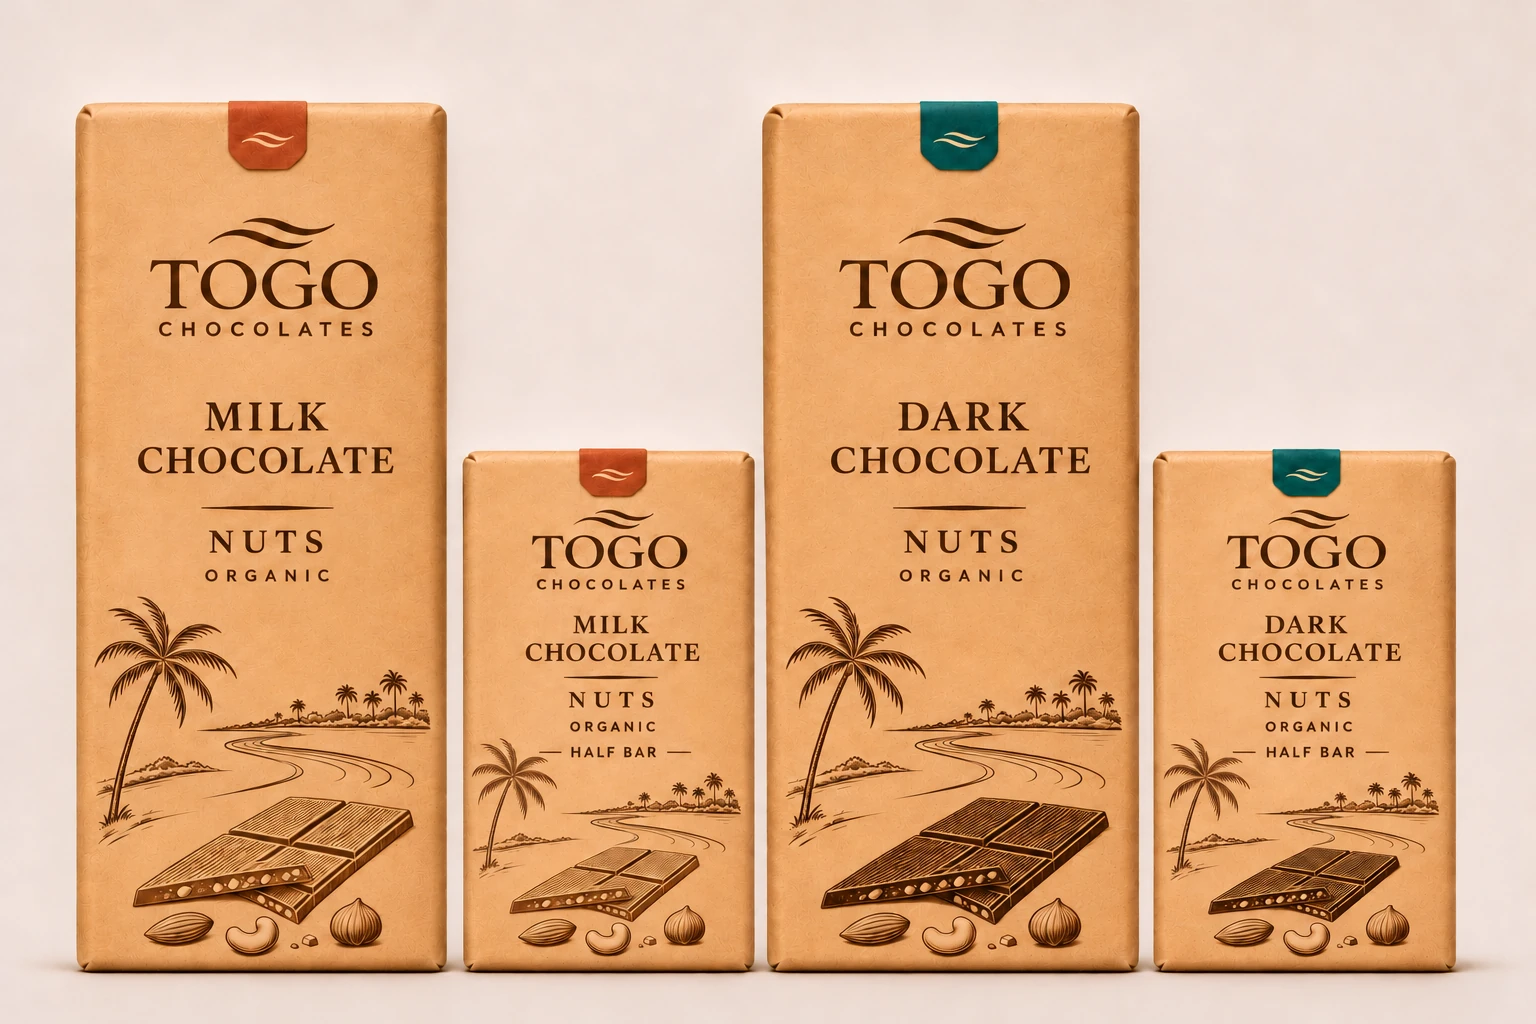 TOGO
CHOCOLATES
MILK
CHOCOLATE
NUTS
ORGANIC
TOGO
CHOCOLATES
MILK
CHOCOLATE
NUTS
ORGANIC
HALF BAR
TOGO
CHOCOLATES
DARK
CHOCOLATE
NUTS
ORGANIC
TOGO
CHOCOLATES
DARK
CHOCOLATE
NUTS
ORGANIC
HALF BAR